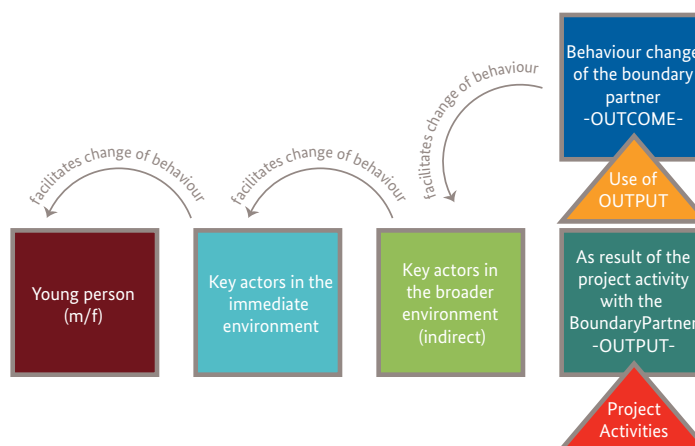 facilitates change of behaviour
facilitates change of behaviour
facilitates change of behaviour
Behaviour change
of the boundary
partner
-OUTCOME-
Use of
OUTPUT
Young person
(m/f)
Key actors in the
immediate
environment
Key actors in
the broader
environment
(indirect)
As result of the
project activity
with the
BoundaryPartner
-OUTPUT-
Project
Activities